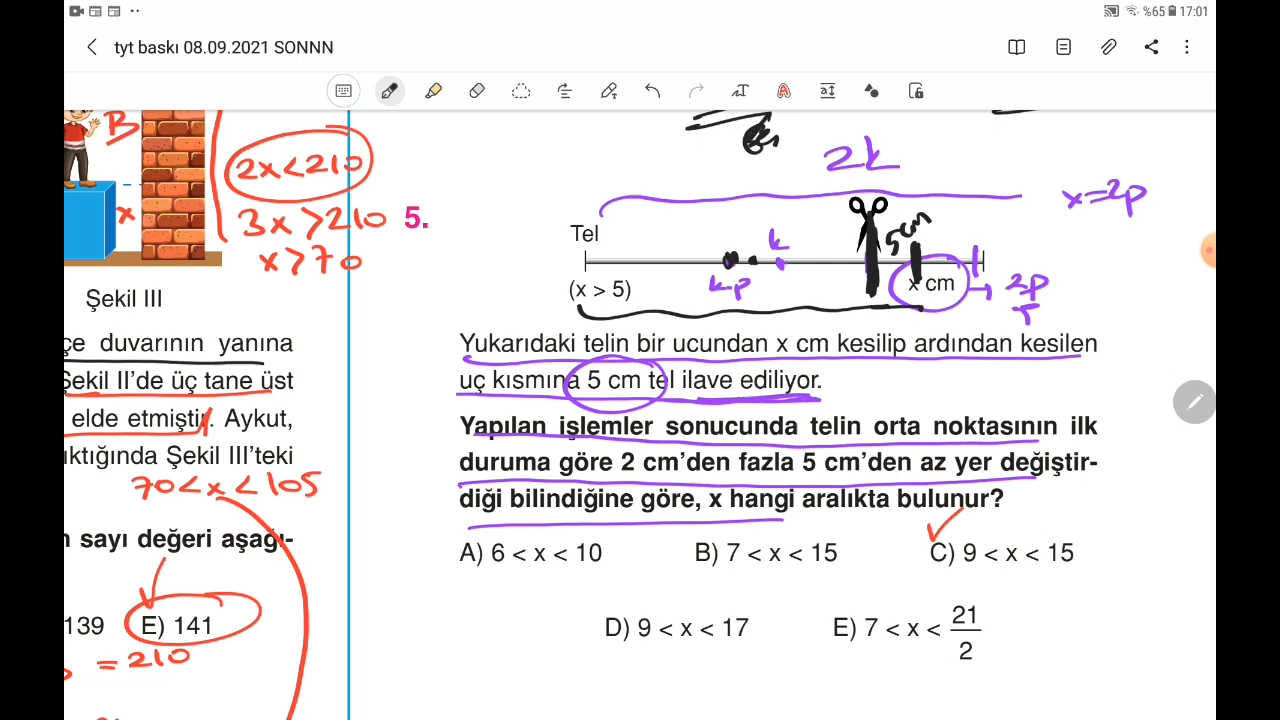 %65 17:01
tyt baskı 08.09.2021 SONNN
B
2x<210
3x>210
x>70
x
Şekil III
çe duvarının yanına
Şekil II'de üç tane üst
elde etmiştir. Aykut,
ıktığında Şekil III'teki
70<x<105
n sayı değeri aşağı-
139 E) 141
= 210
2k
x=2p
5.
Tel
k
5cm
k-p
x cm
2p
(x > 5)
Yukarıdaki telin bir ucundan x cm kesilip ardından kesilen
uç kısmına 5 cm tel ilave ediliyor.
Yapılan işlemler sonucunda telin orta noktasının ilk
duruma göre 2 cm'den fazla 5 cm'den az yer değiştir-
diği bilindiğine göre, x hangi aralıkta bulunur?
A) 6 < x < 10 B) 7 < x < 15 C) 9 < x < 15
D) 9 < x < 17 E) 7 < x < 21/2